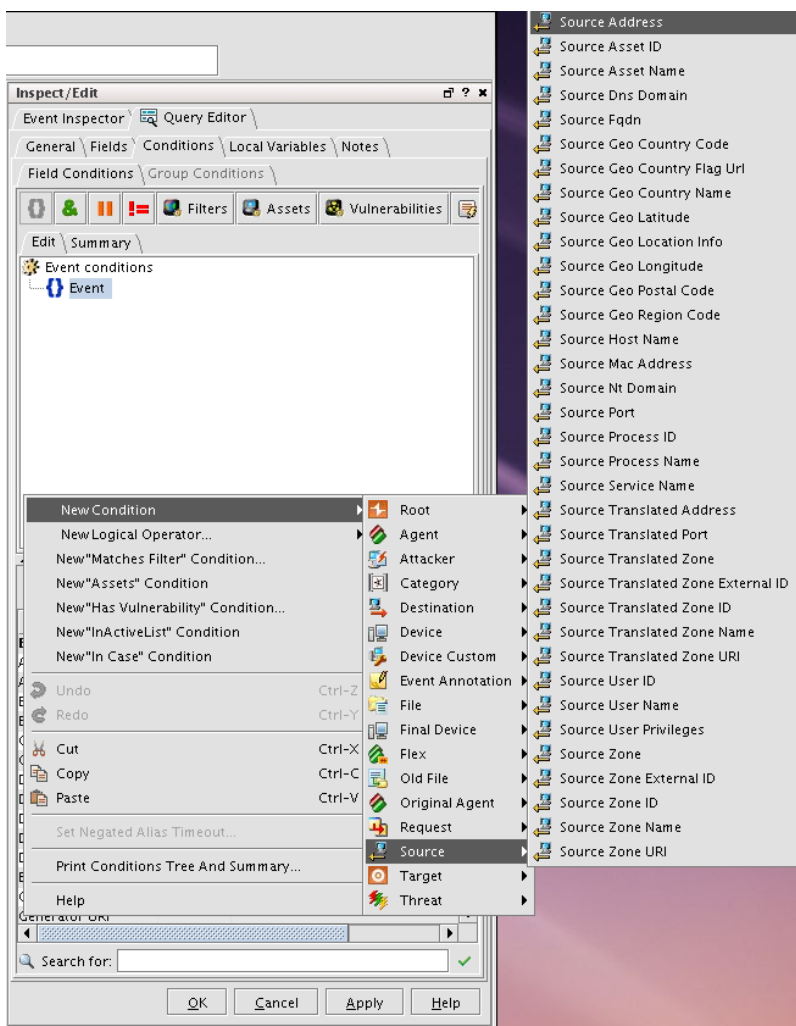 Inspect/Edit
Event Inspector
Query Editor
General
Fields
Conditions
Local Variables
Notes
Field Conditions
Group Conditions
Filters
Assets
Vulnerabilities
Edit
Summary
Event conditions
Event
New Condition
New Logical Operator...
New"Matches Filter" Condition...
New"Assets" Condition
New"Has Vulnerability" Condition...
New"InActiveList" Condition
New"In Case" Condition
Undo Ctrl-Z
Redo Ctrl-Y
Cut Ctrl-X
Copy Ctrl-C
Paste Ctrl-V
Set Negated Alias Timeout...
Print Conditions Tree And Summary...
Help
Root
Agent
Attacker
Category
Destination
Device
Device Custom
Event Annotation
File
Final Device
Flex
Old File
Original Agent
Request
Source
Target
Threat
Source Address
Source Asset ID
Source Asset Name
Source Dns Domain
Source Fqdn
Source Geo Country Code
Source Geo Country Flag Url
Source Geo Country Name
Source Geo Latitude
Source Geo Location Info
Source Geo Longitude
Source Geo Postal Code
Source Geo Region Code
Source Host Name
Source Mac Address
Source Nt Domain
Source Port
Source Process ID
Source Process Name
Source Service Name
Source Translated Address
Source Translated Port
Source Translated Zone
Source Translated Zone External ID
Source Translated Zone ID
Source Translated Zone Name
Source Translated Zone URI
Source User ID
Source User Name
Source User Privileges
Source Zone
Source Zone External ID
Source Zone ID
Source Zone Name
Source Zone URI
Generator URI
Search for:
OK
Cancel
Apply
Help